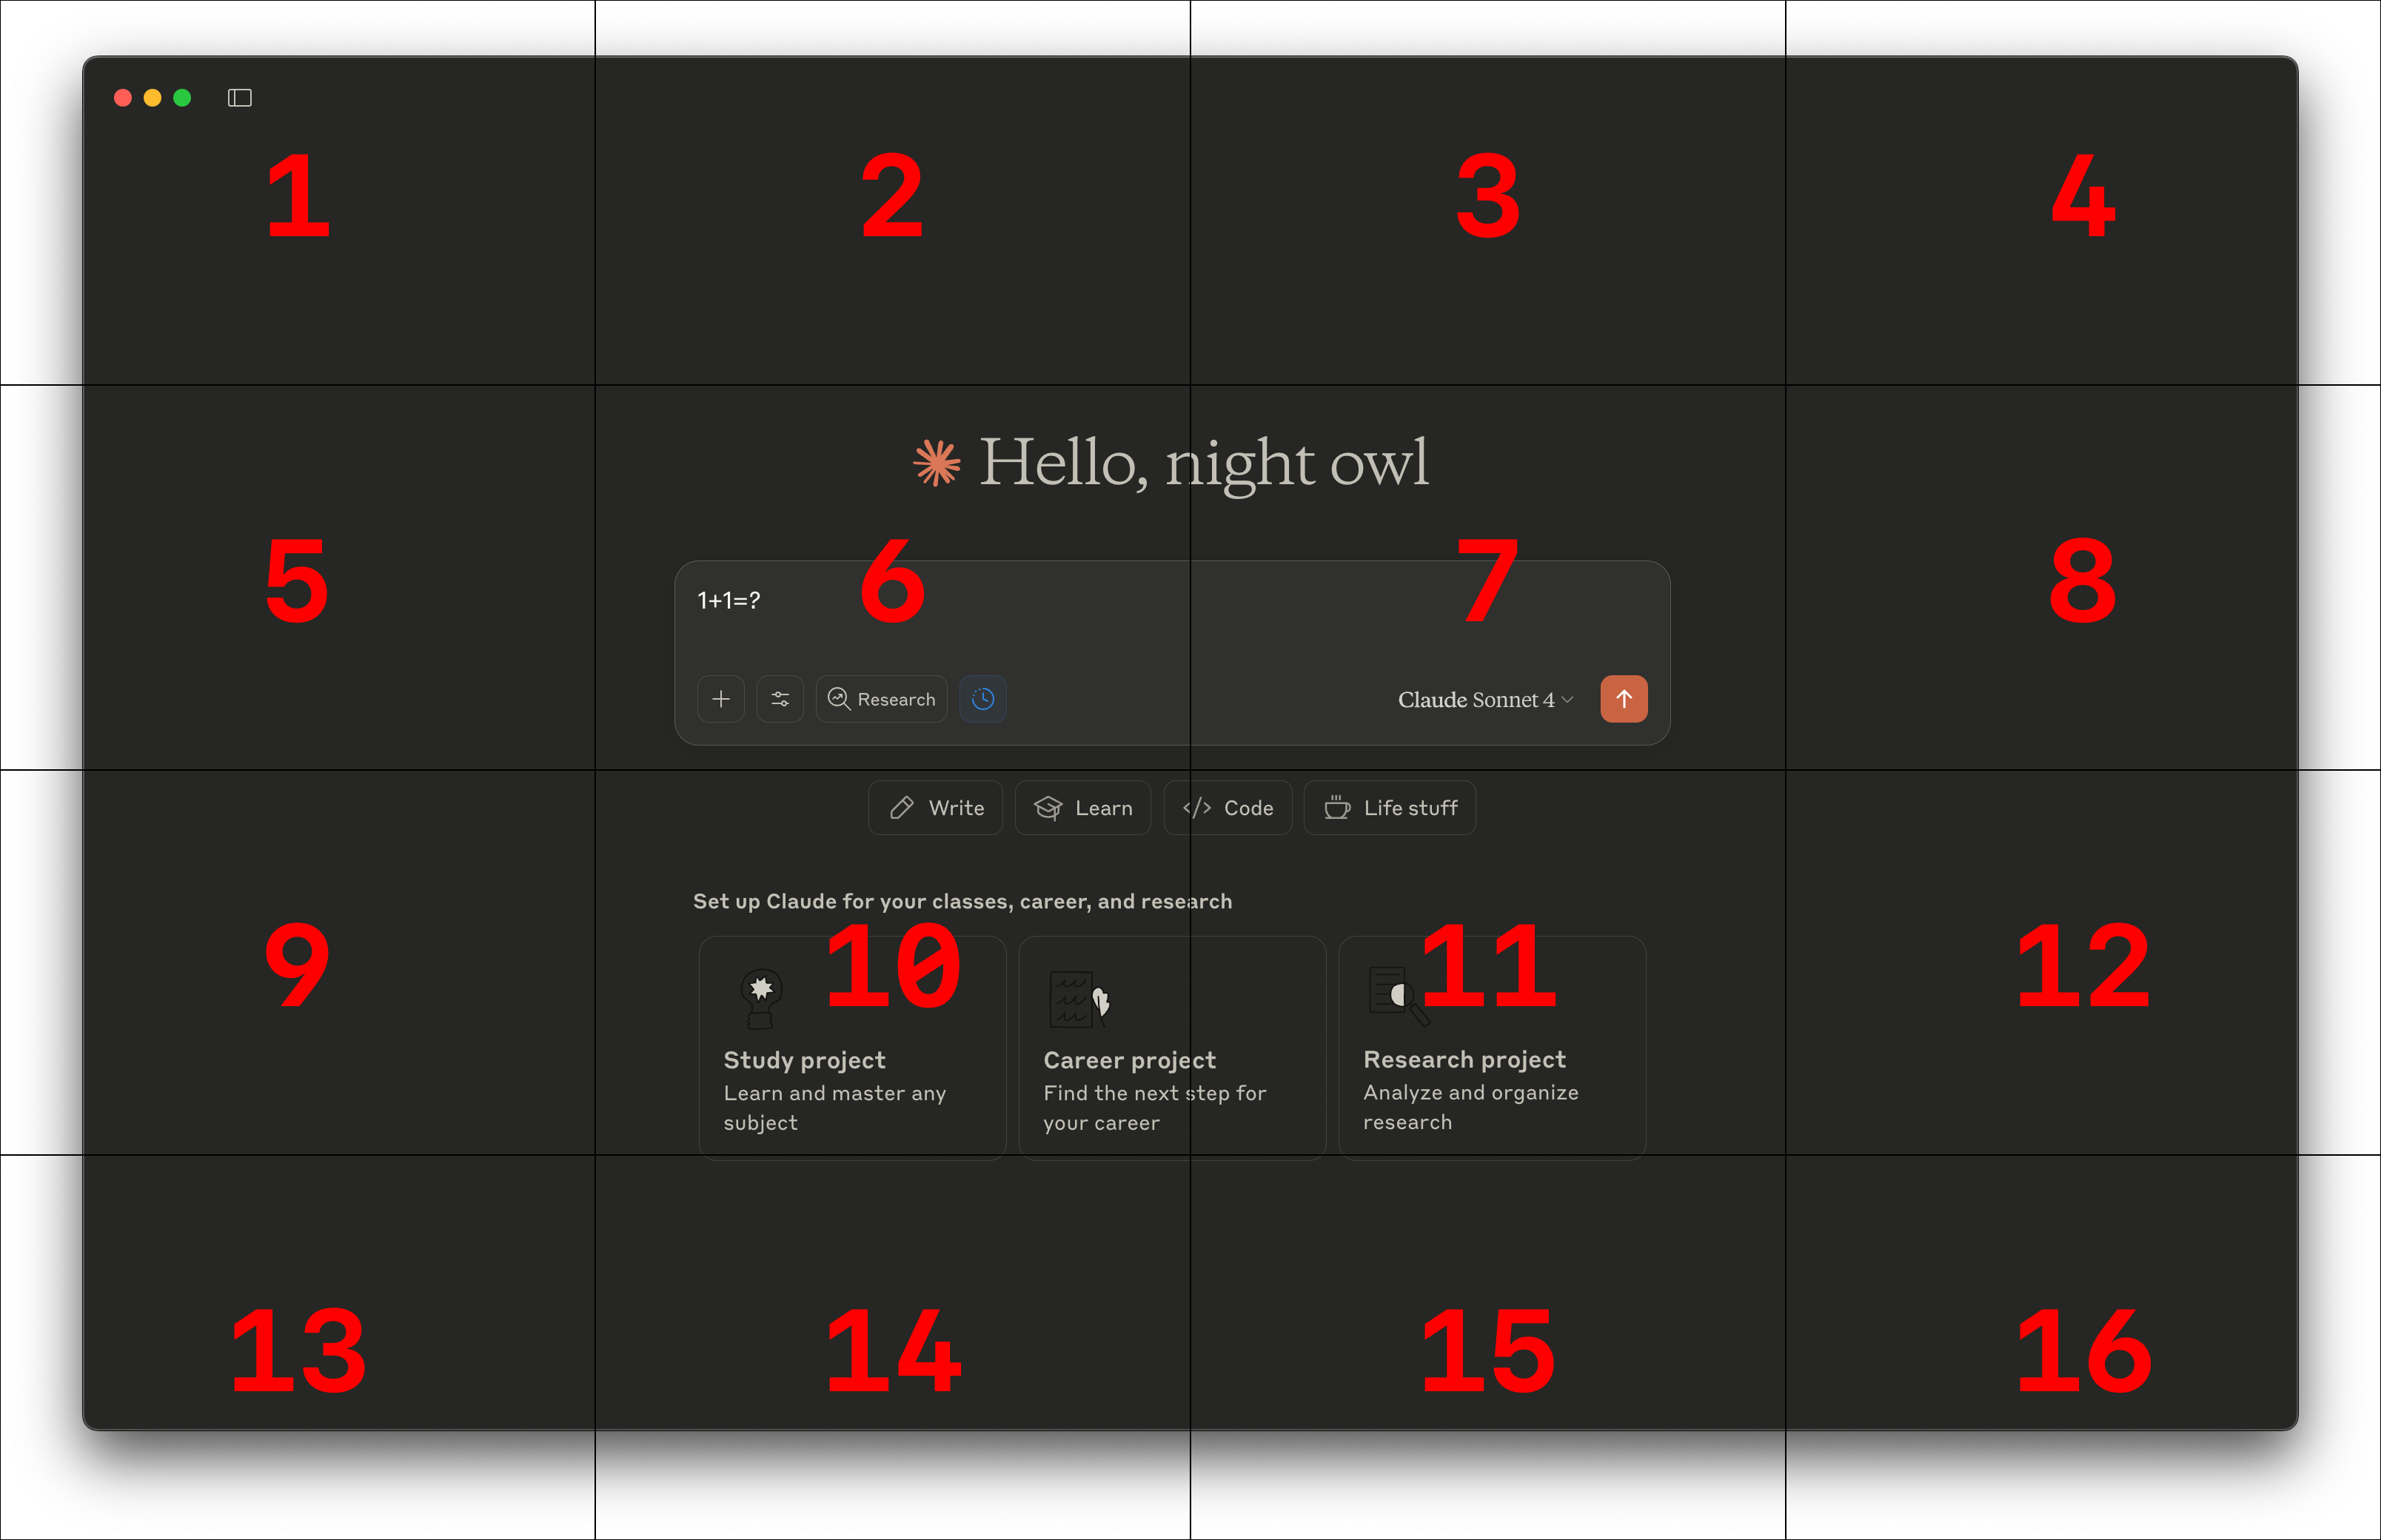 1
2
3
4
Hello, night owl
5
6
7
8
1+1=?
Research
Claude Sonnet 4
Write
Learn
</> Code
Life stuff
Set up Claude for your classes, career, and research
9
10
11
12
Study project
Learn and master any
subject
Career project
Find the next step for
your career
Research project
Analyze and organize
research
13
14
15
16